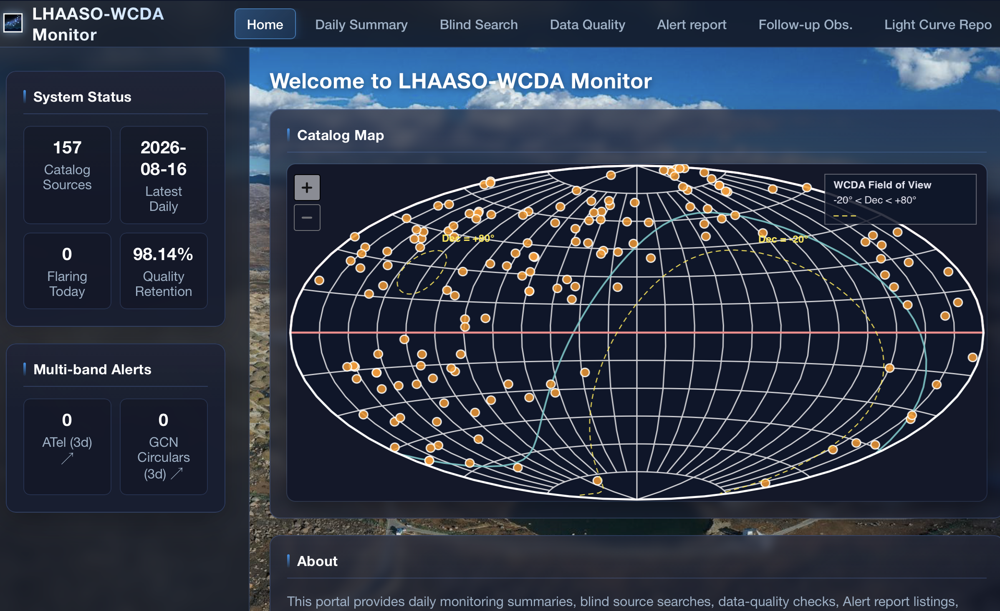 LHAASO-WCDA
Monitor
Home
Daily Summary
Blind Search
Data Quality
Alert report
Follow-up Obs.
Light Curve Repo
System Status
157
Catalog
Sources
2026-
08-16
Latest
Daily
0
Flaring
Today
98.14%
Quality
Retention
Multi-band Alerts
0
ATel (3d)
↗
0
GCN
Circulars
(3d) ↗
Welcome to LHAASO-WCDA Monitor
Catalog Map
+
−
WCDA Field of View
-20° < Dec < +80°
Dec = +80°
Dec = -20°
About
This portal provides daily monitoring summaries, blind source searches, data-quality checks, Alert report listings,